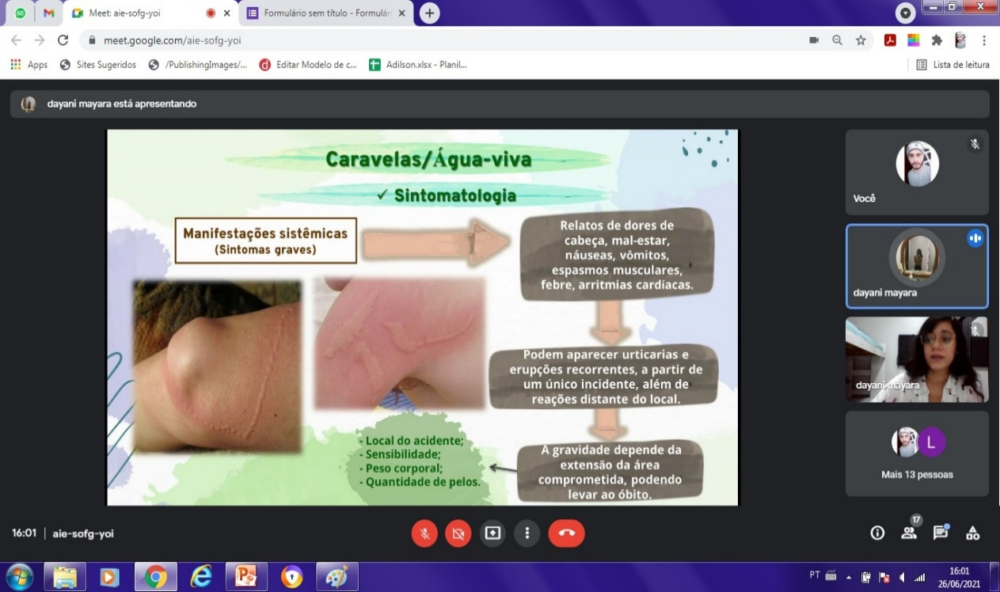 60
Meet: aie-sofg-yoi
Formulário sem título - Formulár
meet.google.com/aie-sofg-yoi
Apps
Sites Sugeridos
/PublishingImages/...
Editar Modelo de c...
Adilson.xlsx - Planil...
Lista de leitura
dayani mayara está apresentando
Caravelas/Água-viva
✓ Sintomatologia
Manifestações sistêmicas
(Sintomas graves)
Relatos de dores de
cabeça, mal-estar,
náuseas, vômitos,
espasmos musculares,
febre, arritmias cardíacas.
Podem aparecer urticarias e
erupções recorrentes, a partir de
um único incidente, além de
reações distante do local.
A gravidade depende da
extensão da área
comprometida, podendo
levar ao óbito.
- Local do acidente;
- Sensibilidade;
- Peso corporal;
- Quantidade de pelos.
Você
dayani mayara
dayani mayara
L
Mais 13 pessoas
16:01 | aie-sofg-yoi
17
PT
16:01
26/06/2021